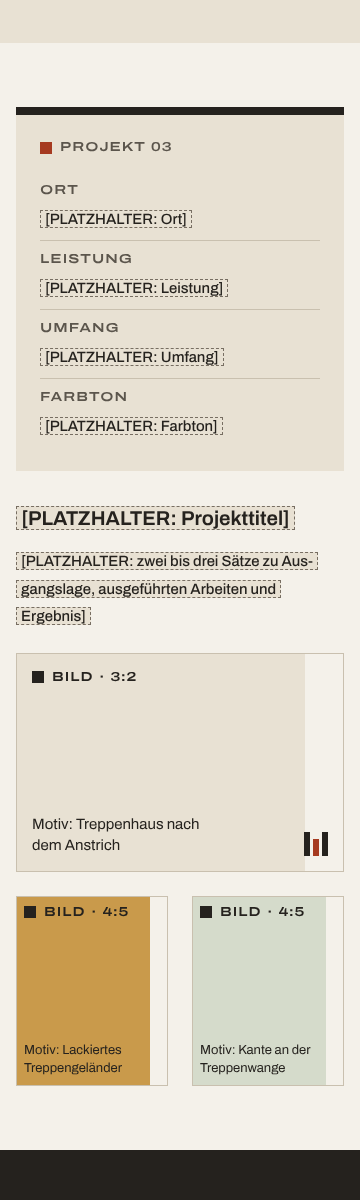 PROJEKT 03
ORT
[PLATZHALTER: Ort]
LEISTUNG
[PLATZHALTER: Leistung]
UMFANG
[PLATZHALTER: Umfang]
FARBTON
[PLATZHALTER: Farbton]
[PLATZHALTER: Projekttitel]
[PLATZHALTER: zwei bis drei Sätze zu Aus-
gangslage, ausgeführten Arbeiten und
Ergebnis]
BILD · 3:2
Motiv: Treppenhaus nach
dem Anstrich
BILD · 4:5
Motiv: Lackiertes
Treppengeländer
BILD · 4:5
Motiv: Kante an der
Treppenwange